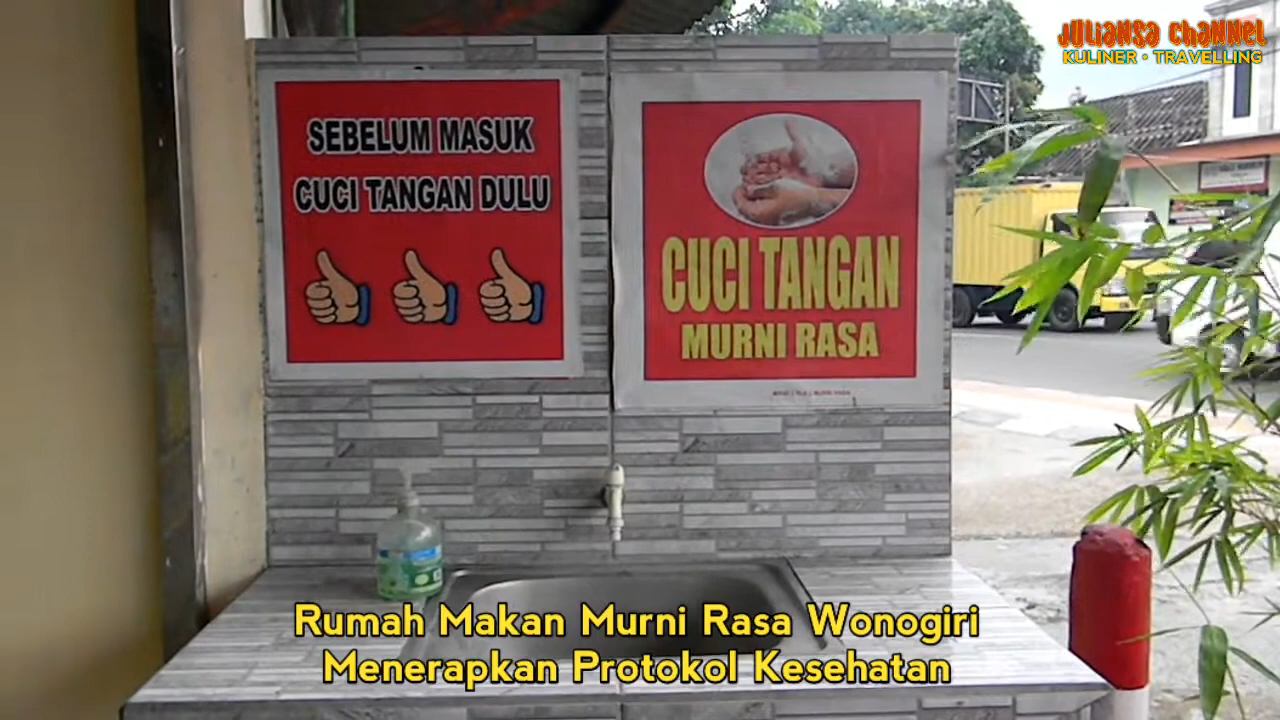 JULIANSA CHANNEL
KULINER • TRAVELLING
SEBELUM MASUK
CUCI TANGAN DULU
CUCI TANGAN
MURNI RASA
Rumah Makan Murni Rasa Wonogiri
Menerapkan Protokol Kesehatan